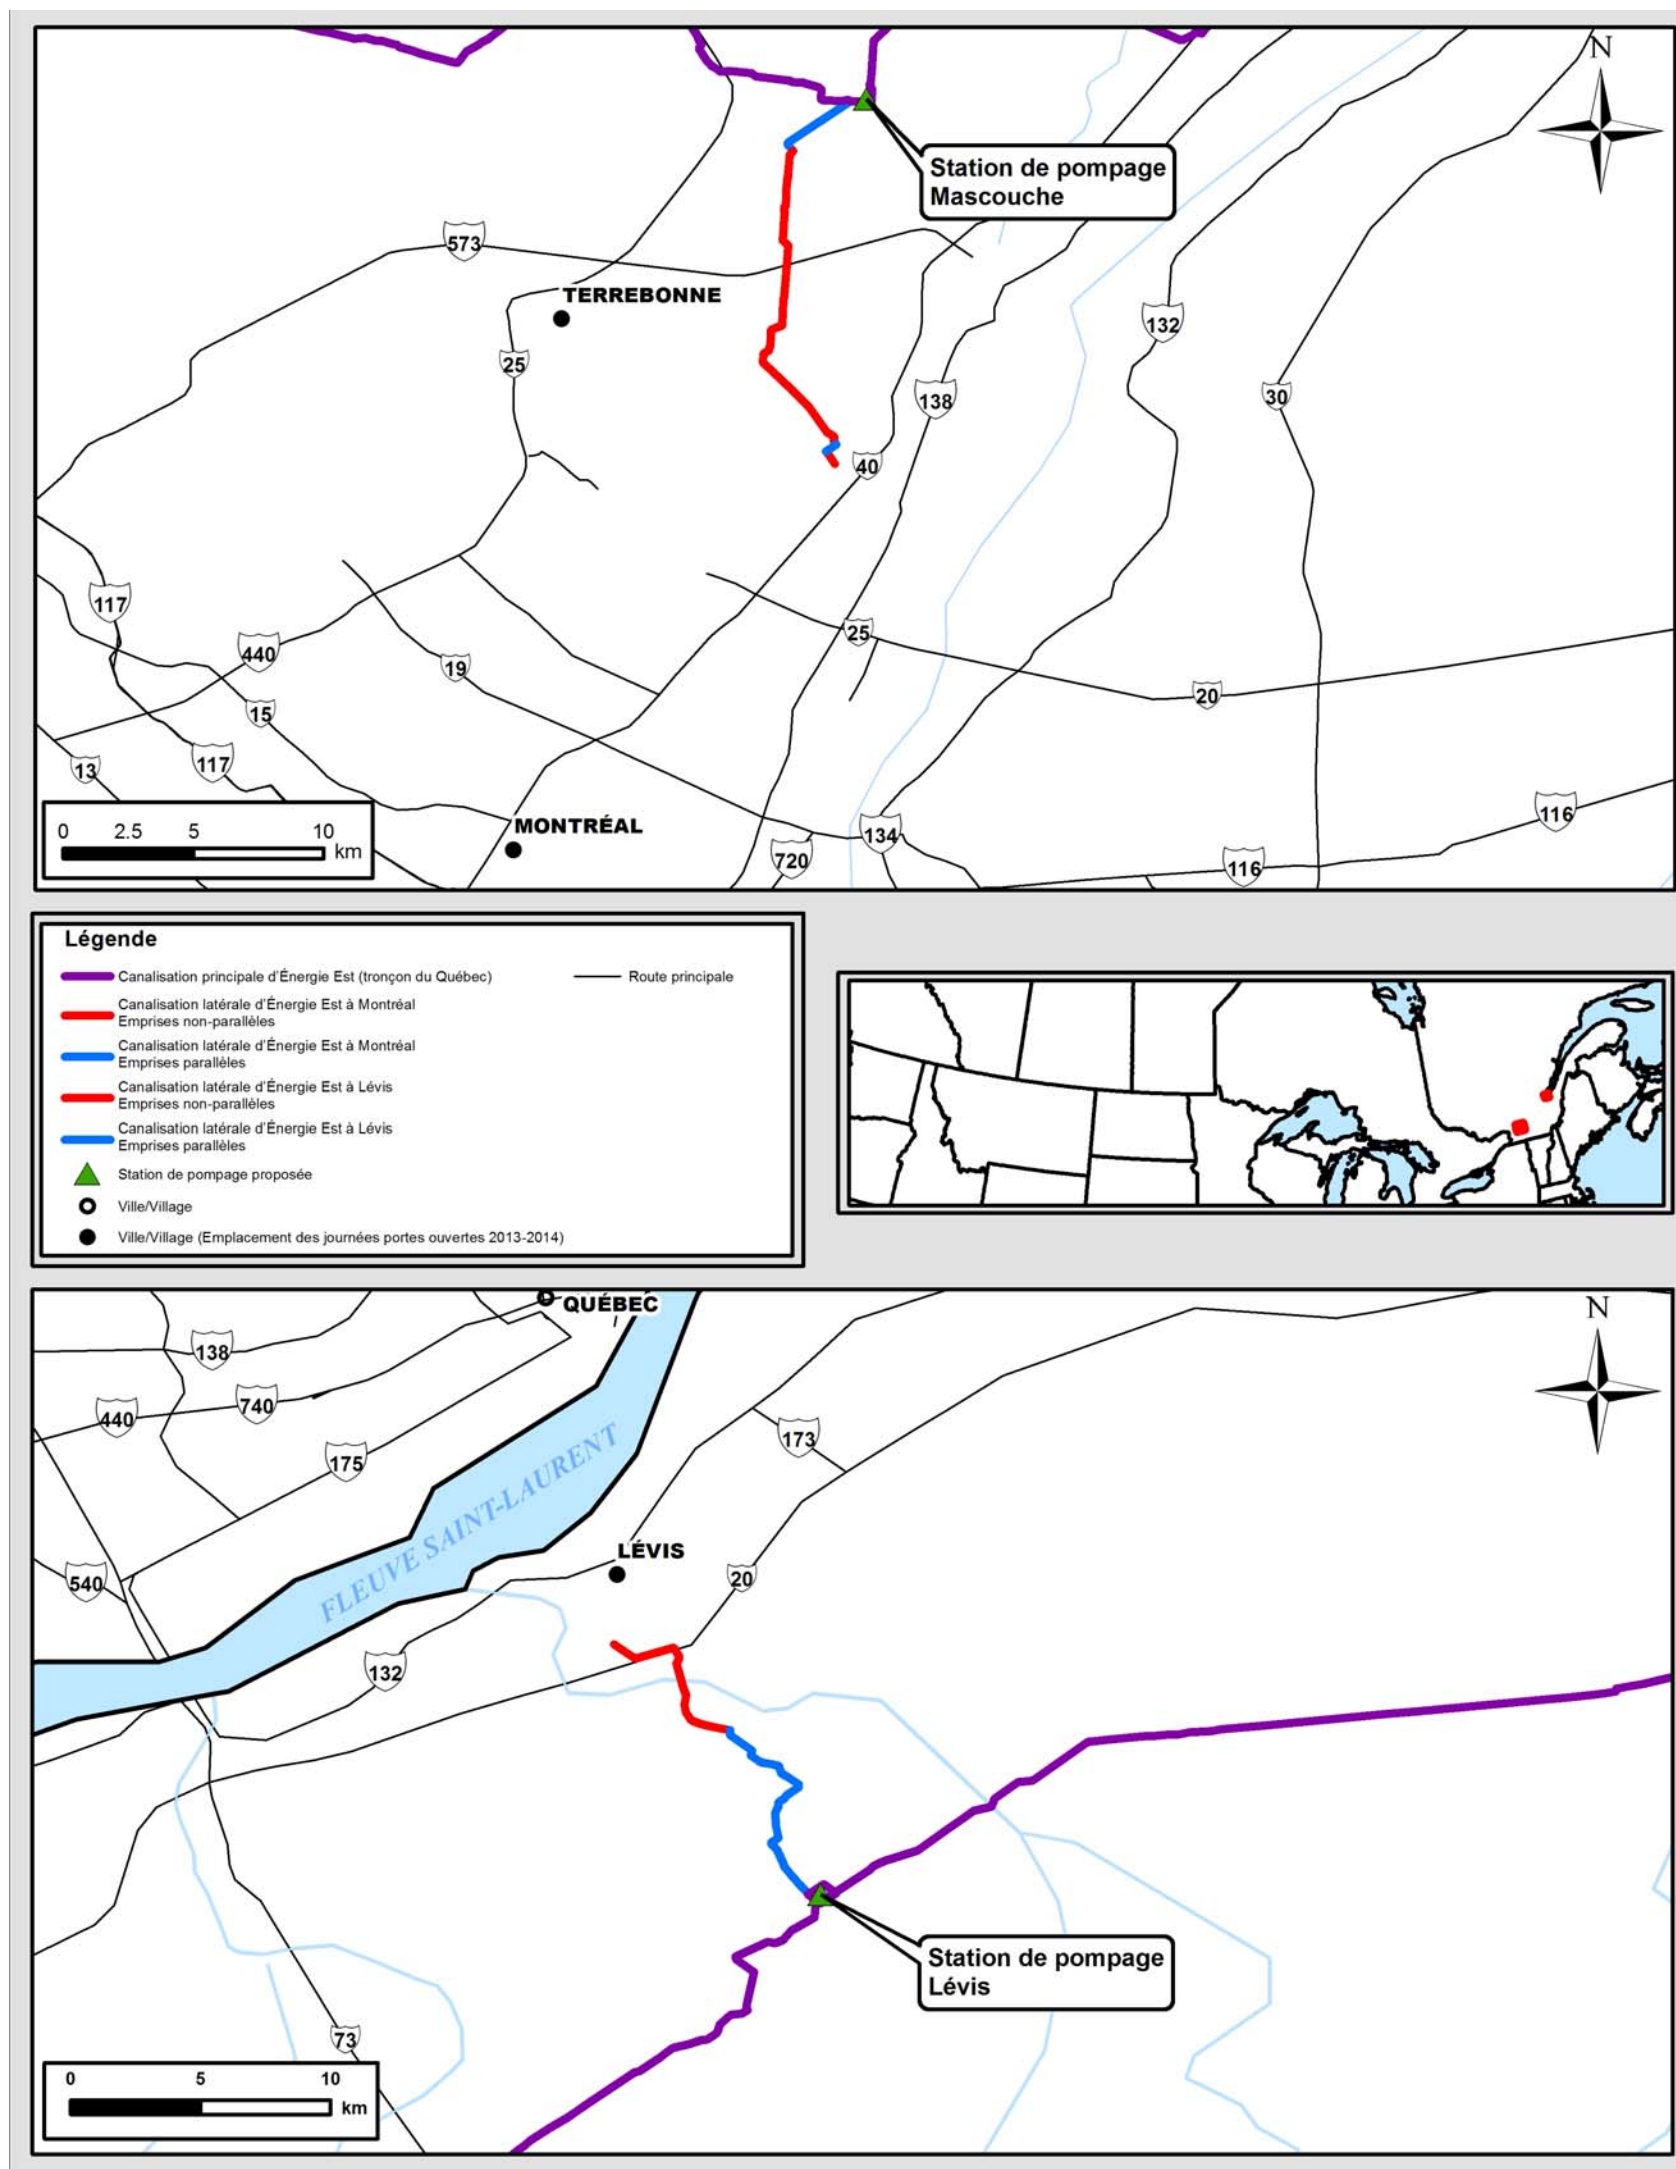 N
Station de pompage
Mascouche
573
TERREBONNE
25
132
138
30
40
117
440
19
25
20
15
117
13
116
0 2.5 5 10
km
MONTRÉAL
134
720
116
Légende
Canalisation principale d'Énergie Est (tronçon du Québec)
Route principale
Canalisation latérale d'Énergie Est à Montréal
Emprises non-parallèles
Canalisation latérale d'Énergie Est à Montréal
Emprises parallèles
Canalisation latérale d'Énergie Est à Lévis
Emprises non-parallèles
Canalisation latérale d'Énergie Est à Lévis
Emprises parallèles
Station de pompage proposée
Ville/Village
Ville/Village (Emplacement des journées portes ouvertes 2013-2014)
QUÉBEC
N
138
740
440
173
175
FLEUVE SAINT-LAURENT
LÉVIS
540
20
132
Station de pompage
Lévis
73
0 5 10
km